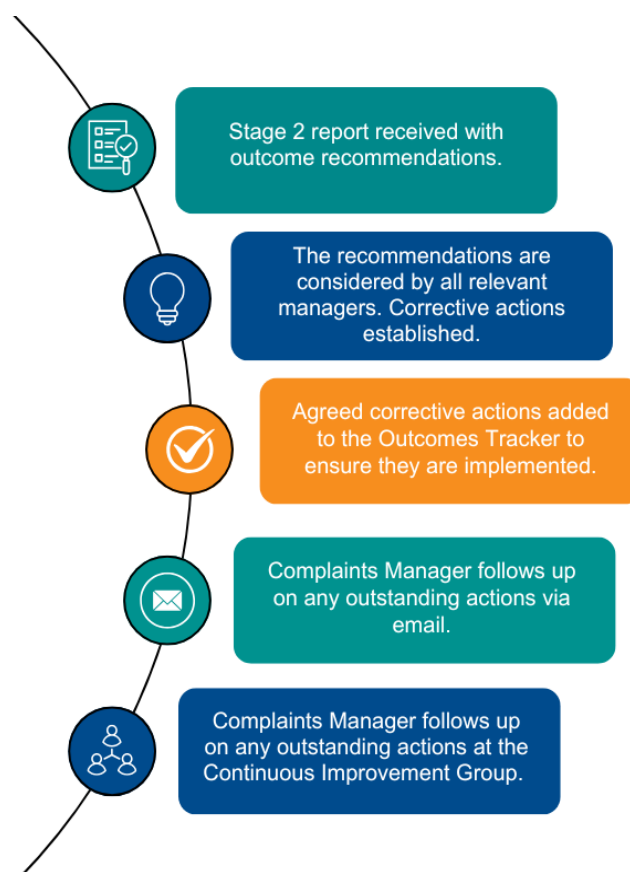 Stage 2 report received with
outcome recommendations.
The recommendations are
considered by all relevant
managers. Corrective actions
established.
Agreed corrective actions added
to the Outcomes Tracker to
ensure they are implemented.
Complaints Manager follows up
on any outstanding actions via
email.
Complaints Manager follows up
on any outstanding actions at the
Continuous Improvement Group.